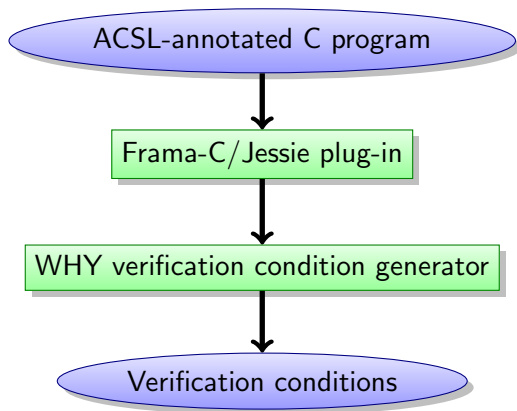 ACSL-annotated C program
Frama-C/Jessie plug-in
WHY verification condition generator
Verification conditions